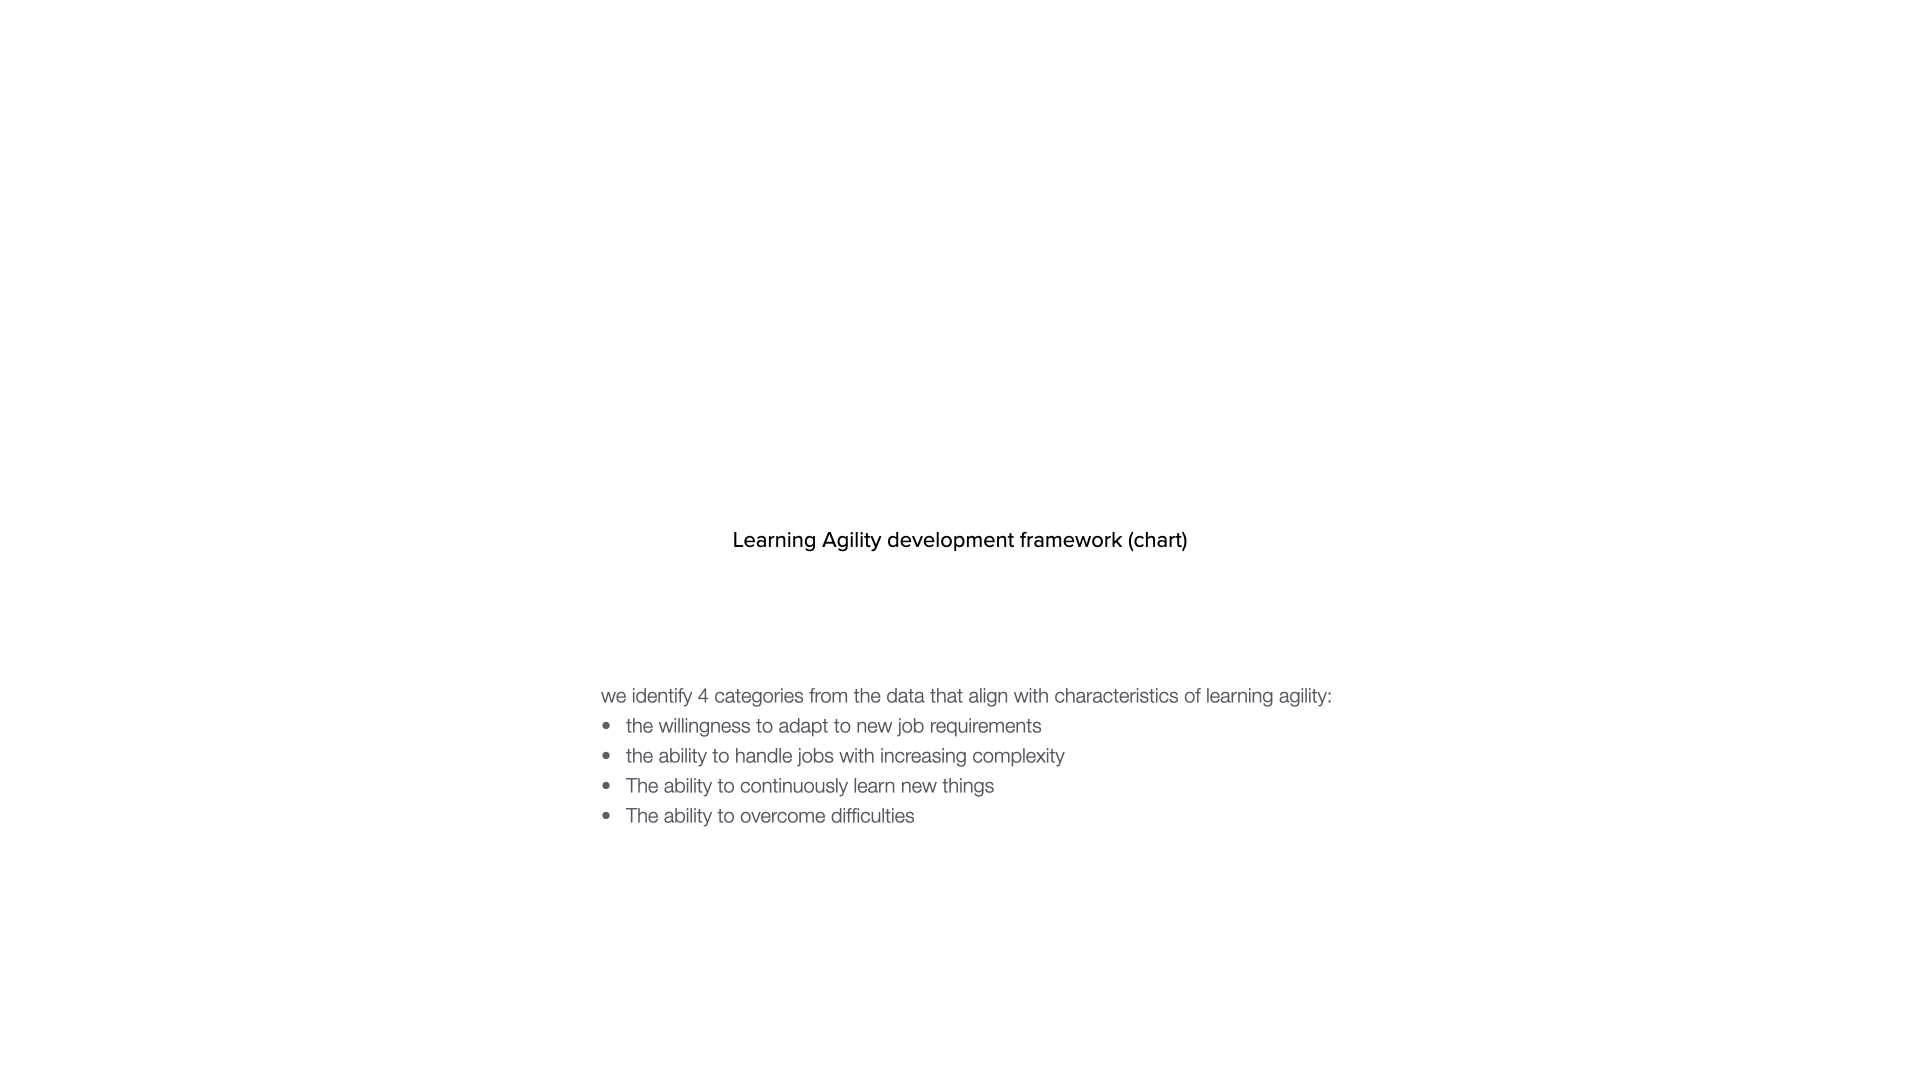 Learning Agility development framework (chart)
we identify 4 categories from the data that align with characteristics of learning agility:
• the willingness to adapt to new job requirements
• the ability to handle jobs with increasing complexity
• The ability to continuously learn new things
• The ability to overcome difficulties